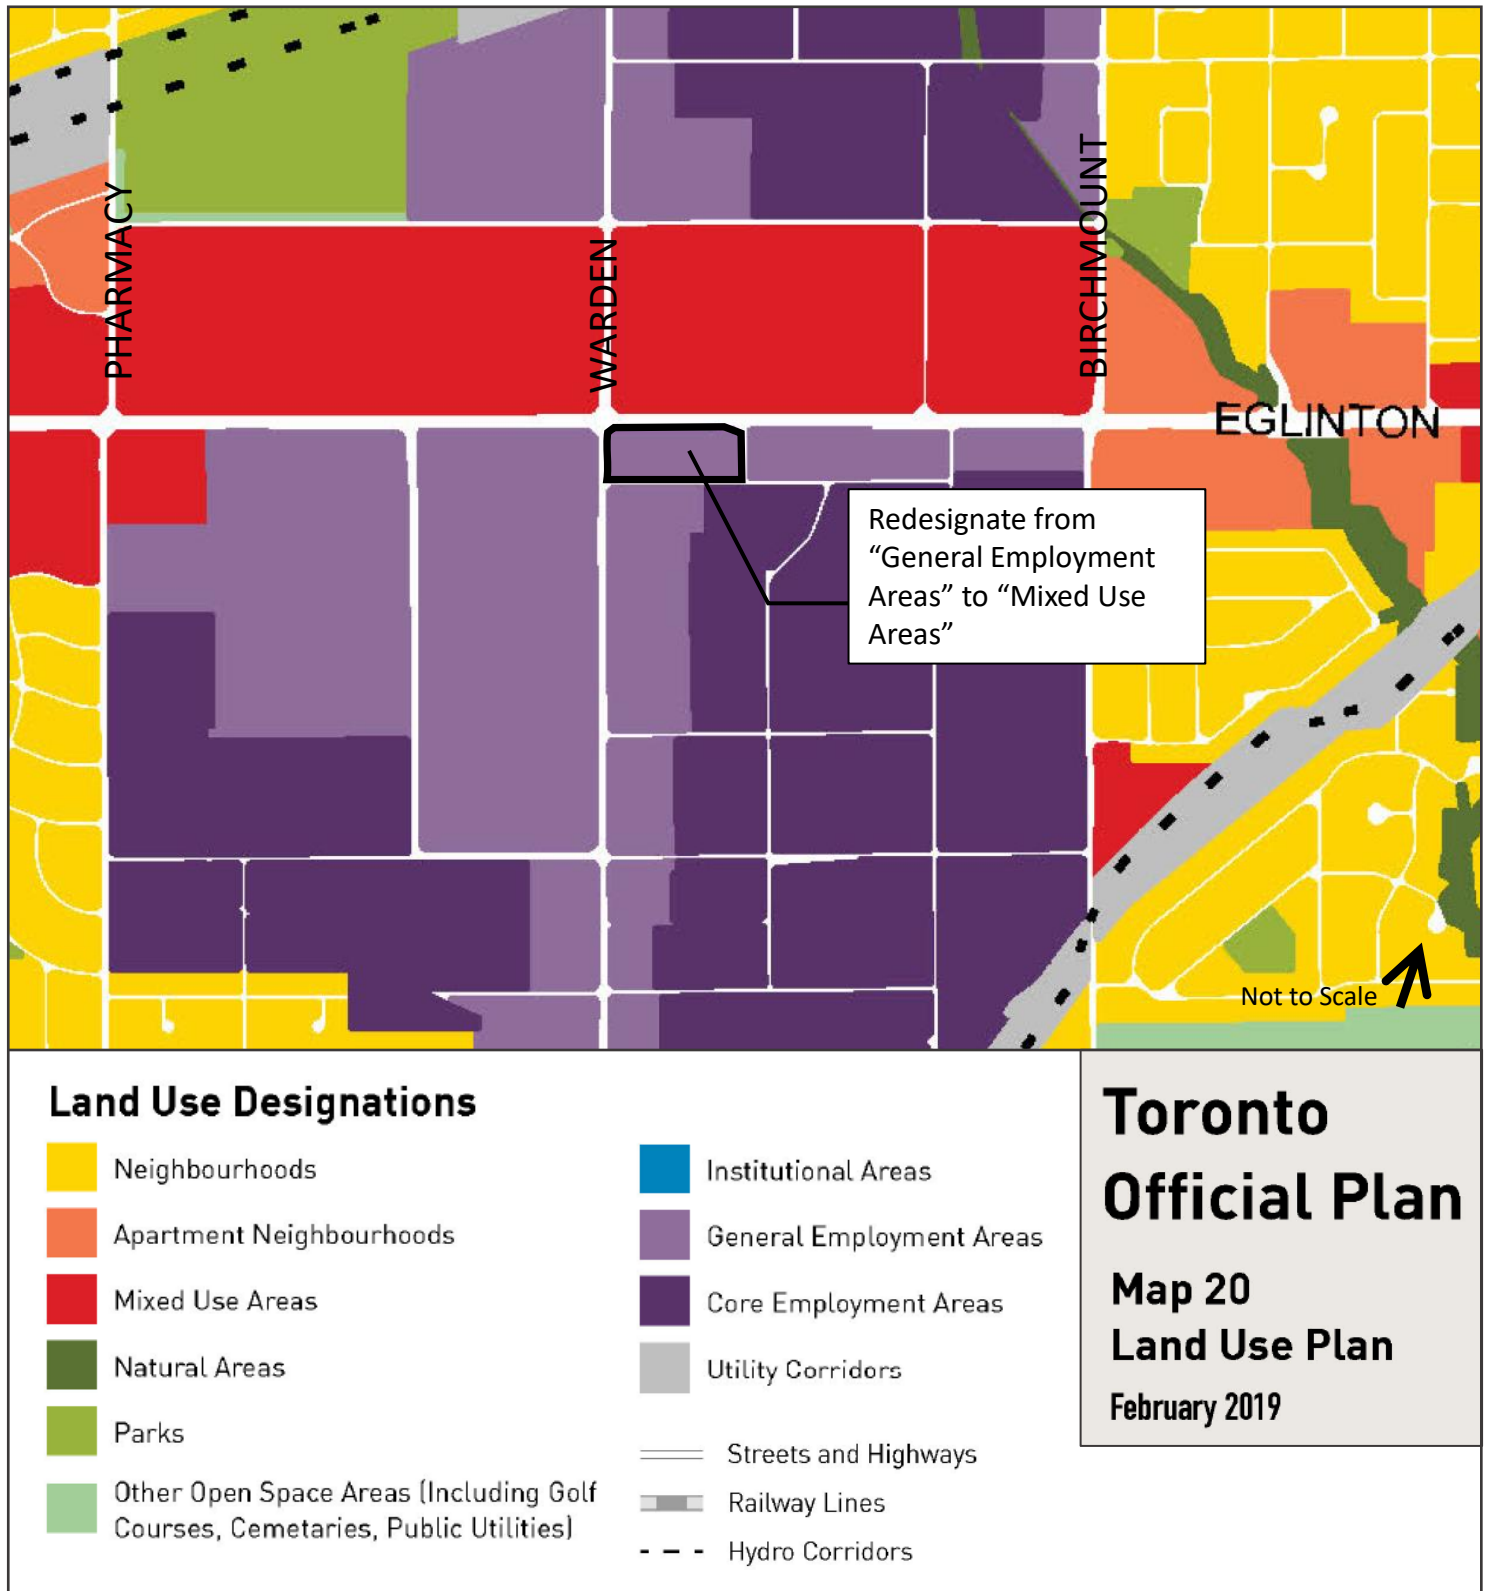 PHARMACY
WARDEN
BIRCHMOUNT
EGLINTON
Redesignate from
“General Employment
Areas” to “Mixed Use
Areas”
Not to Scale
Land Use Designations
Neighbourhoods
Apartment Neighbourhoods
Mixed Use Areas
Natural Areas
Parks
Other Open Space Areas (Including Golf
Courses, Cemetaries, Public Utilities)
Institutional Areas
General Employment Areas
Core Employment Areas
Utility Corridors
Streets and Highways
Railway Lines
Hydro Corridors
Toronto
Official Plan
Map 20
Land Use Plan
February 2019